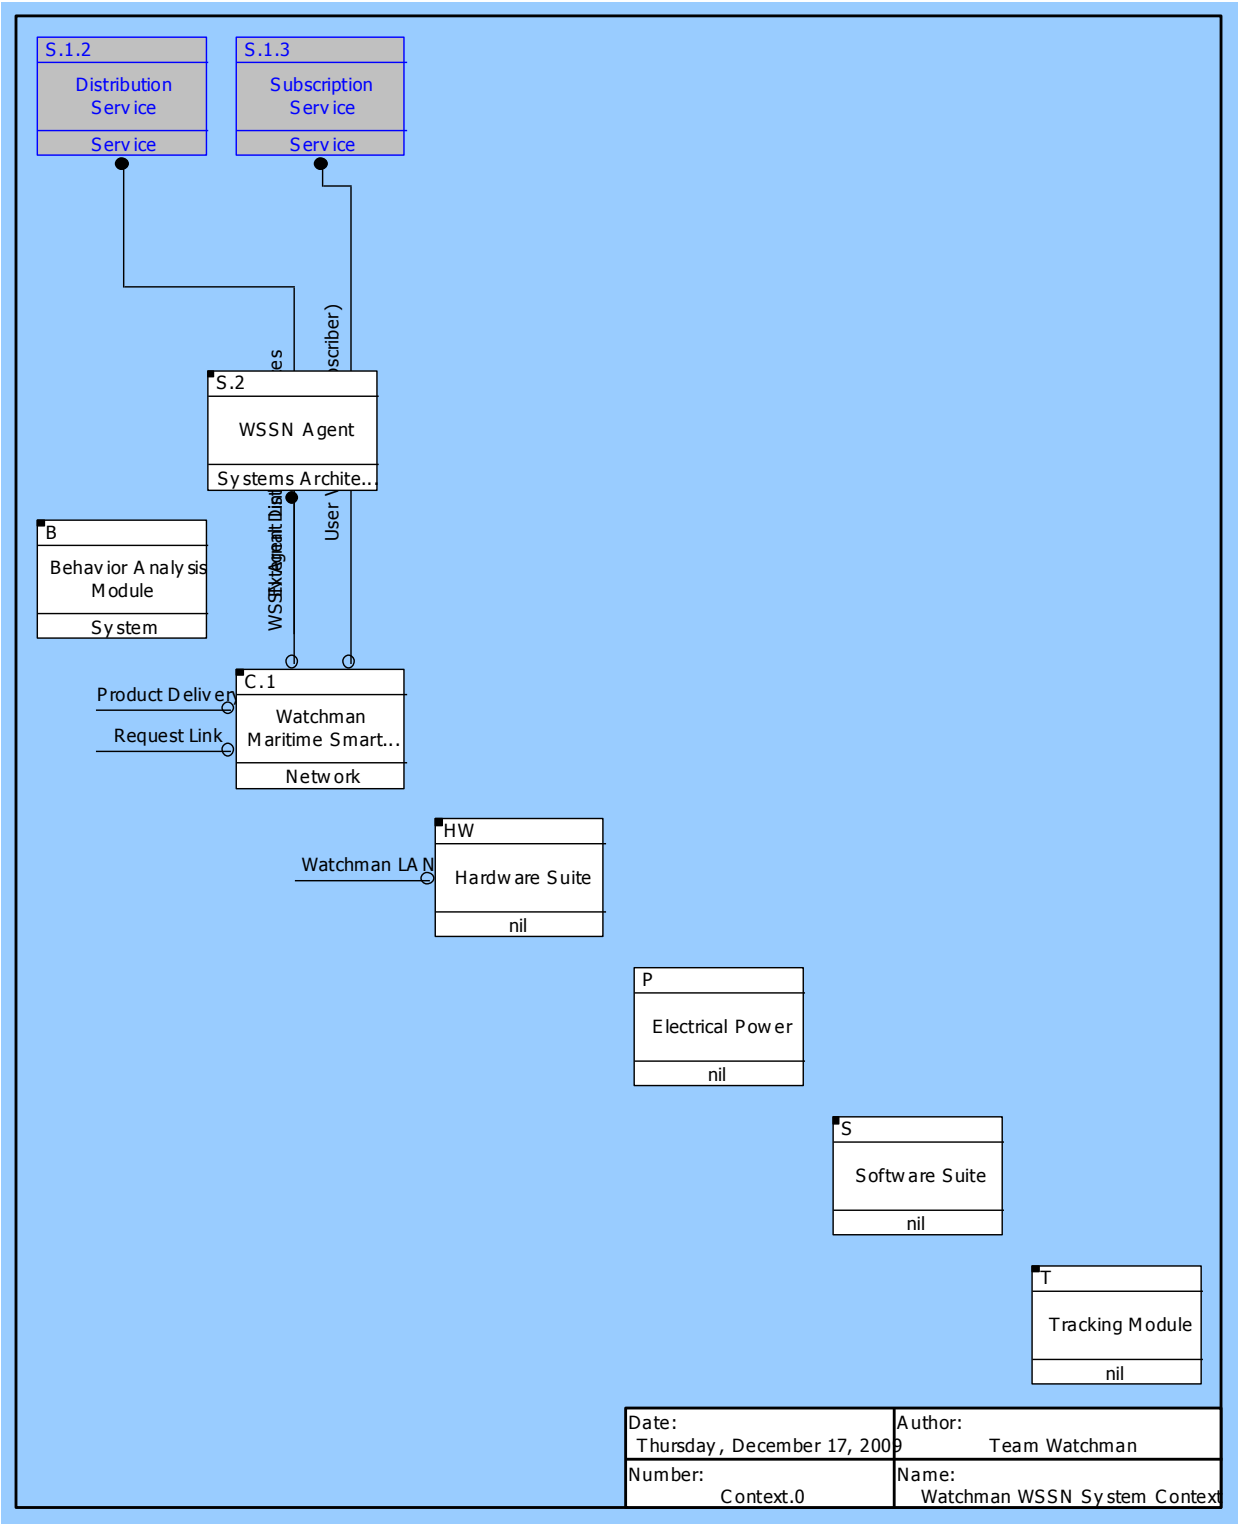 S.1.2
Distribution
Service
Service
S.1.3
Subscription
Service
Service
S.2
WSSN Agent
Systems Archite...
User
B
Behavior Analysis
Module
System
C.1
Watchman
Maritime Smart...
Network
Product Delivery
Request Link
HW
Hardware Suite
nil
Watchman LAN
P
Electrical Power
nil
S
Software Suite
nil
T
Tracking Module
nil
Date:
Thursday, December 17, 2009
Author:
Team Watchman
Number:
Context.0
Name:
Watchman WSSN System Context